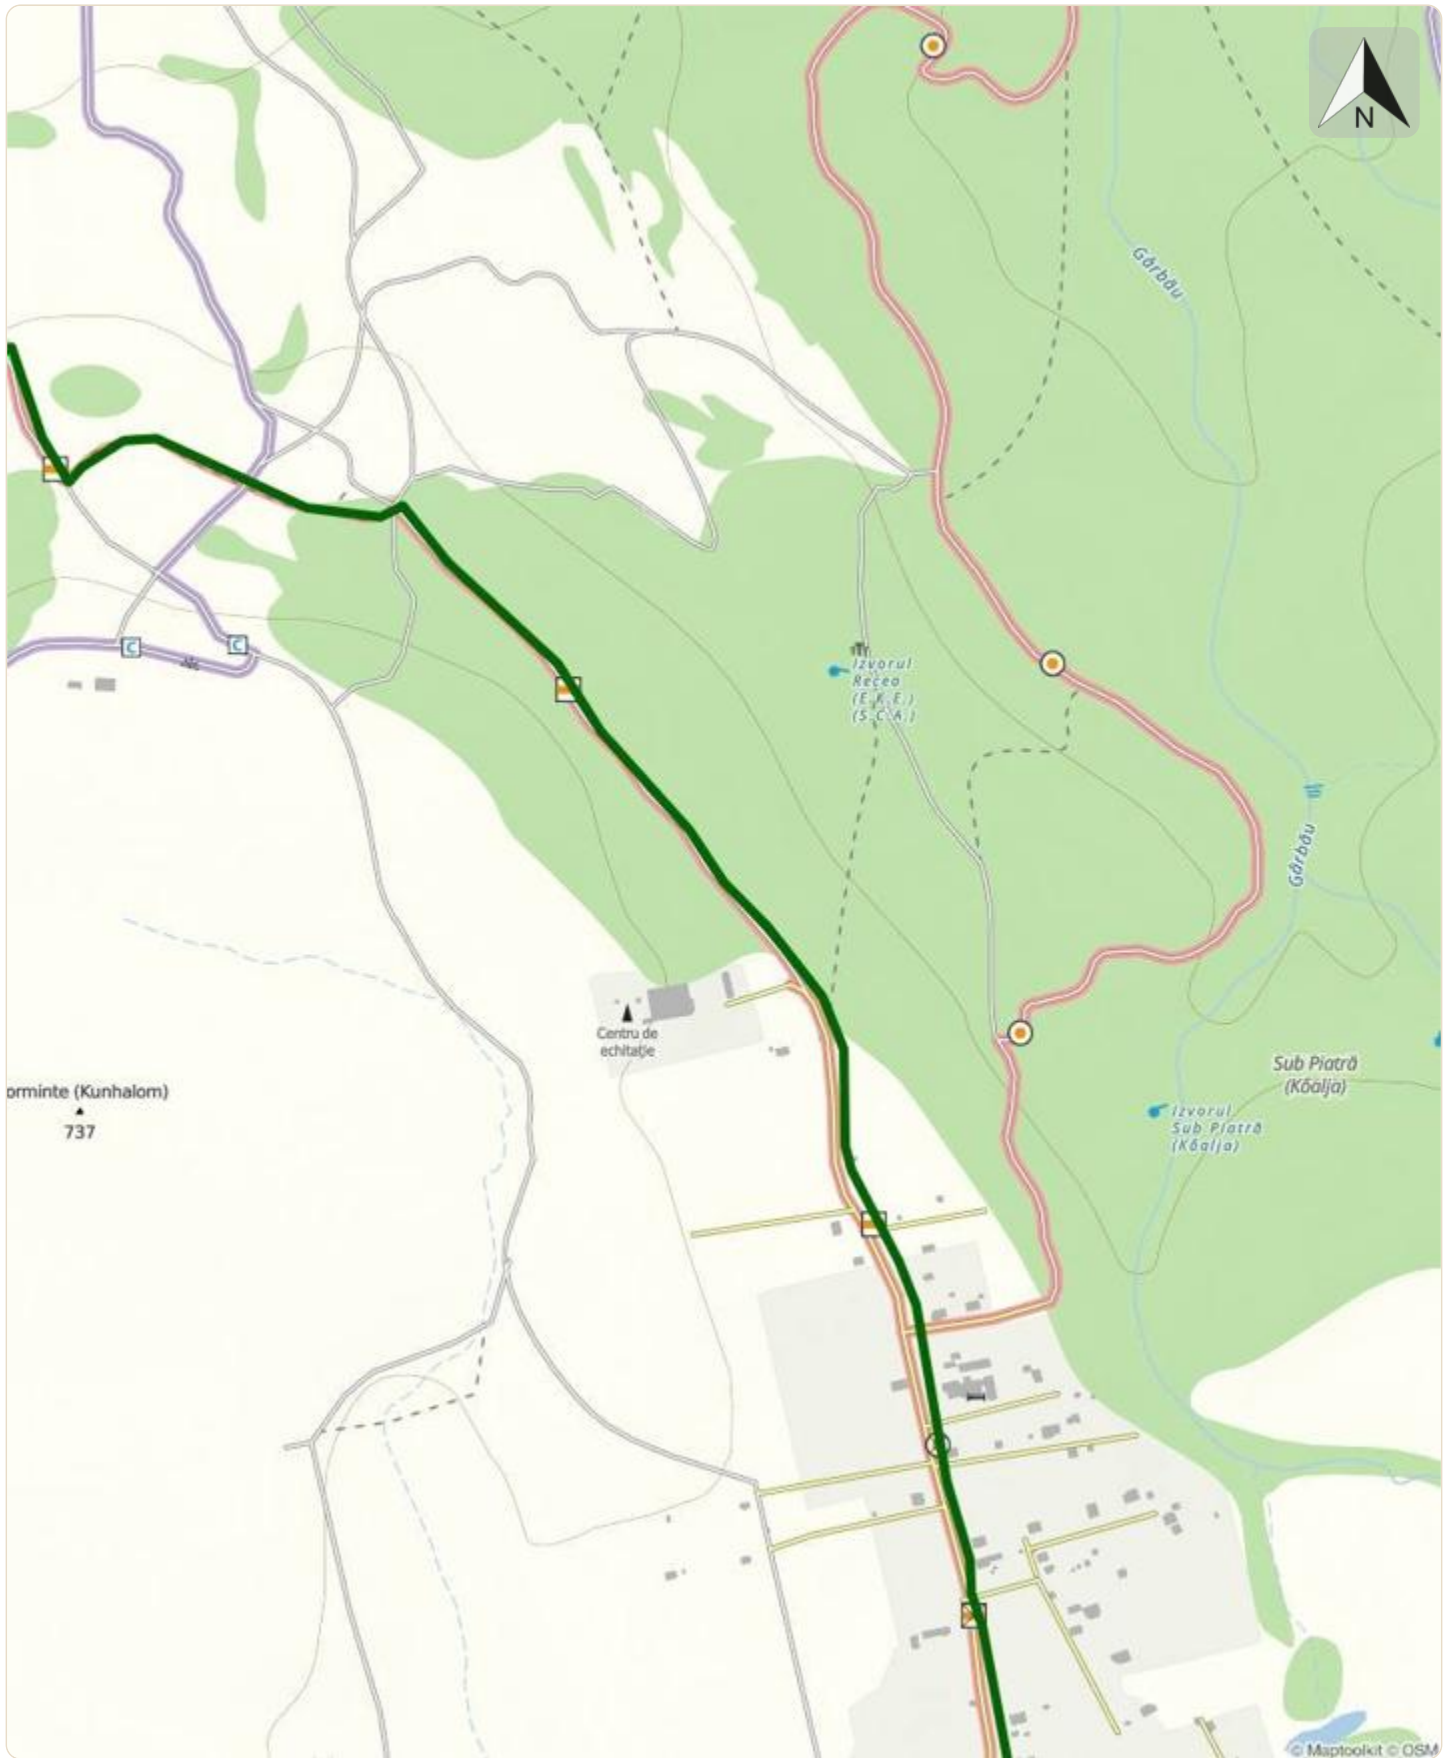 N
Gârbău
Izvorul
Recea
(E.K.E.)
(S.C.A.)
C
C
Gârbău
Centru de
echitație
Sub Piatră
(Kőalja)
orminte (Kunhalom)
737
Izvorul
Sub Piatră
(Kőalja)
© Maptoolkit © OSM